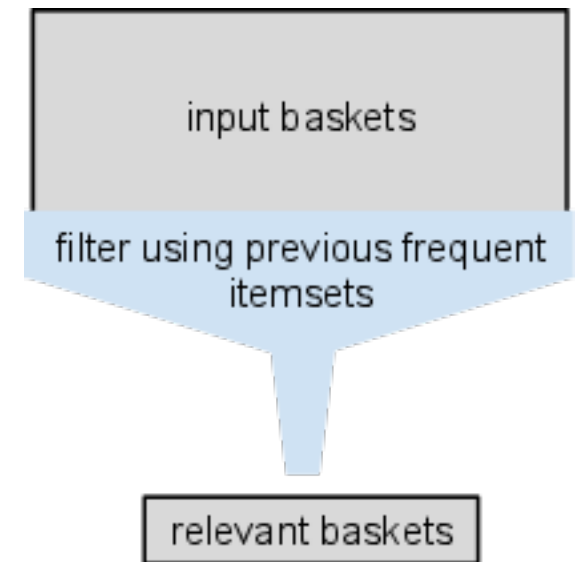 input baskets
filter using previous frequent
itemsets
relevant baskets